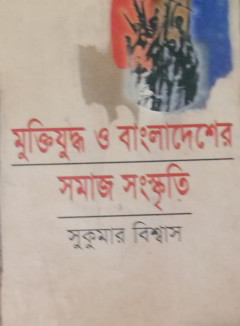 মুক্তিযুদ্ধ ও বাংলাদেশের
সমাজ সংস্কৃতি
সুকুমার বিশ্বাস